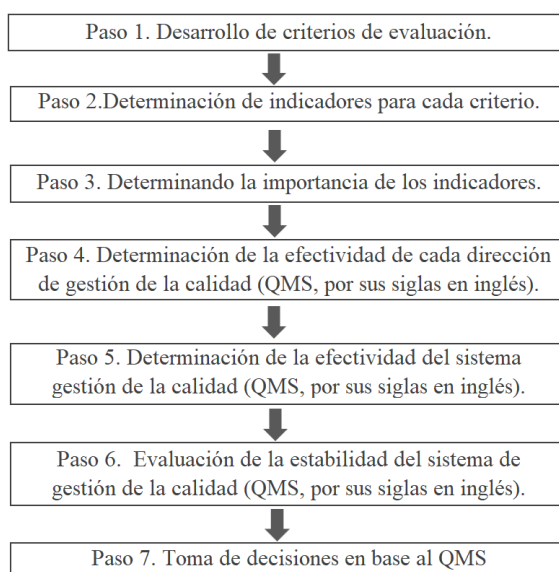 Paso 1. Desarrollo de criterios de evaluación.
Paso 2.Determinación de indicadores para cada criterio.
Paso 3. Determinando la importancia de los indicadores.
Paso 4. Determinación de la efectividad de cada dirección
de gestión de la calidad (QMS, por sus siglas en inglés).
Paso 5. Determinación de la efectividad del sistema
gestión de la calidad (QMS, por sus siglas en inglés).
Paso 6. Evaluación de la estabilidad del sistema de
gestión de la calidad (QMS, por sus siglas en inglés).
Paso 7. Toma de decisiones en base al QMS